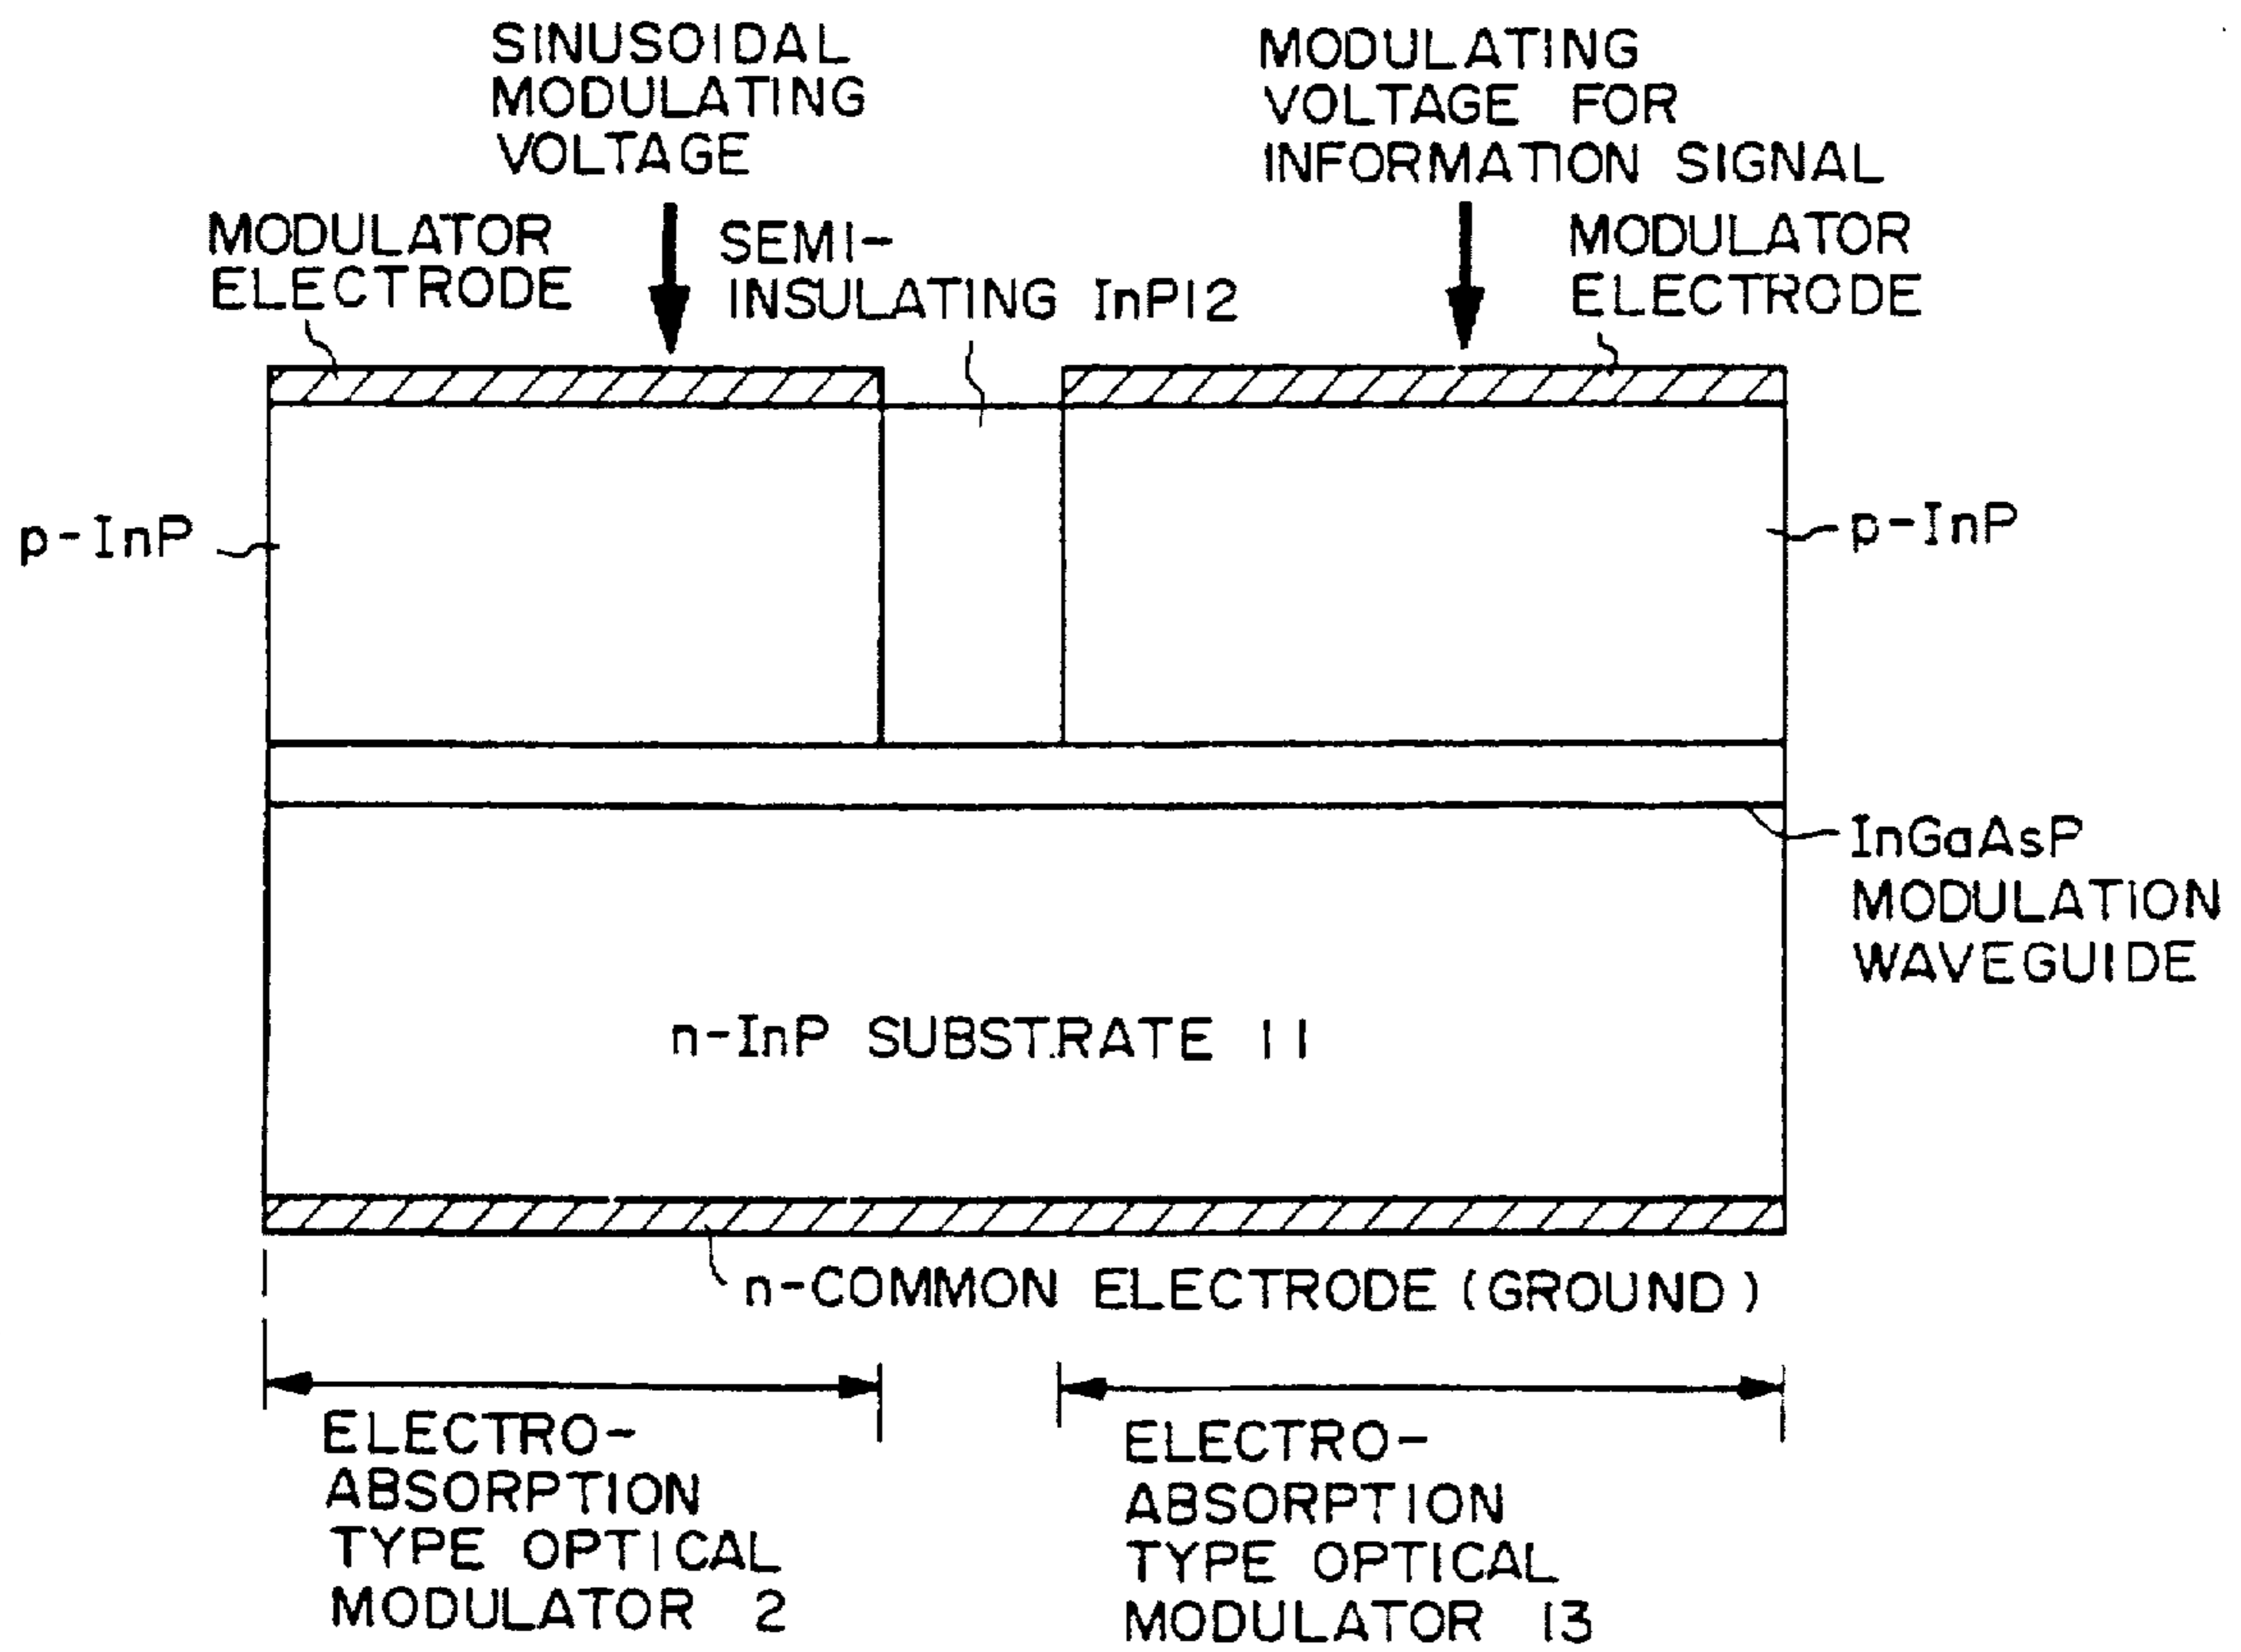 SINUSOIDAL
MODULATING
VOLTAGE
MODULATING
VOLTAGE FOR
INFORMATION SIGNAL
MODULATOR
ELECTRODE
SEMI-
INSULATING InP12
MODULATOR
ELECTRODE
p-InP
p-InP
InGaAsP
MODULATION
WAVEGUIDE
n-InP SUBSTRATE 11
n-COMMON ELECTRODE (GROUND)
ELECTRO-
ABSORPTION
TYPE OPTICAL
MODULATOR 2
ELECTRO-
ABSORPTION
TYPE OPTICAL
MODULATOR 13